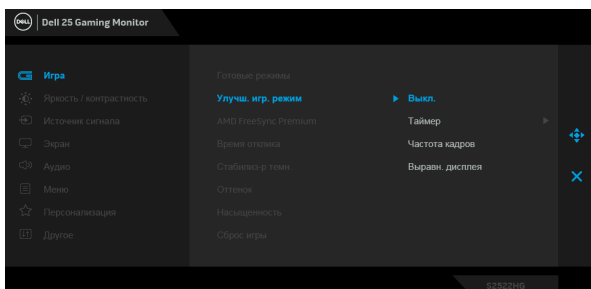 DELL Dell 25 Gaming Monitor
Игра
Готовые режимы
Яркость / контрастность
Улучш. игр. режим
Выкл.
Источник сигнала
AMD FreeSync Premium
Таймер
Экран
Время отклика
Частота кадров
Аудио
Стабилиз-р темн.
Выравн. дисплея
Меню
Оттенок
Персонализация
Насыщенность
Другое
Сброс игры
S2522HG